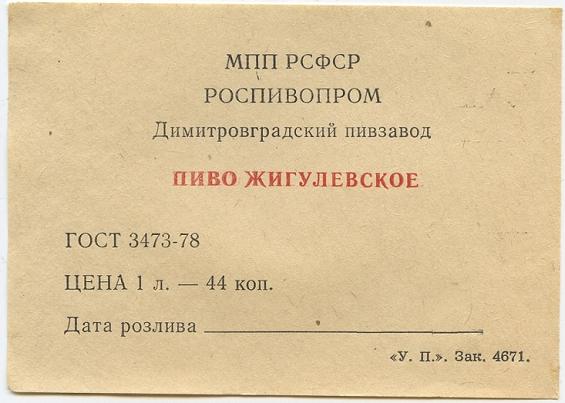 МПП РСФСР
РОСПИВОПРОМ
Димитровградский пивзавод
ПИВО ЖИГУЛЕВСКОЕ
ГОСТ 3473-78
ЦЕНА 1 л. — 44 коп.
Дата розлива
«У. П.». Зак. 4671.